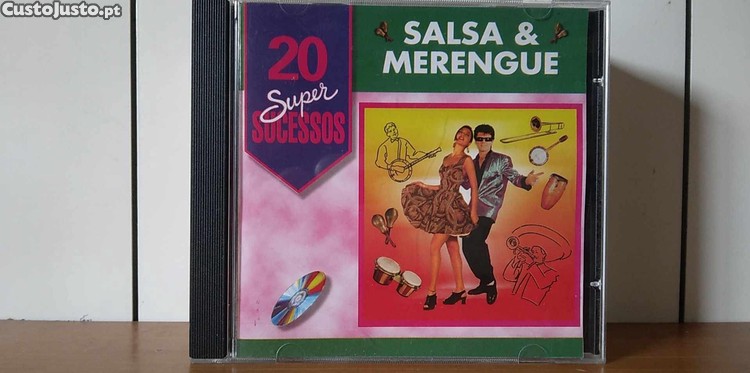 CustoJusto.pt
20
Super
SUCESSOS
SALSA &
MERENGUE